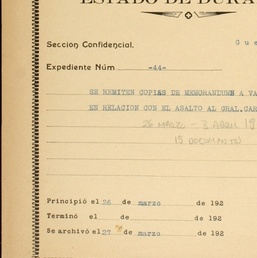 ESTADO DE DURA
Sección Confidencial.
Gue
Expediente Núm -44-
SE REMITEN COPIAS DE MEMORANDUMS A VA
EN RELACION CON EL ASALTO AL GRAL. CAR
26 MARZO - 3 ABRIL 19
15 DOCUMENTOS
Principió el 26 de marzo de 192
Terminó el de de 192
Se archivó el 27 de marzo de 192